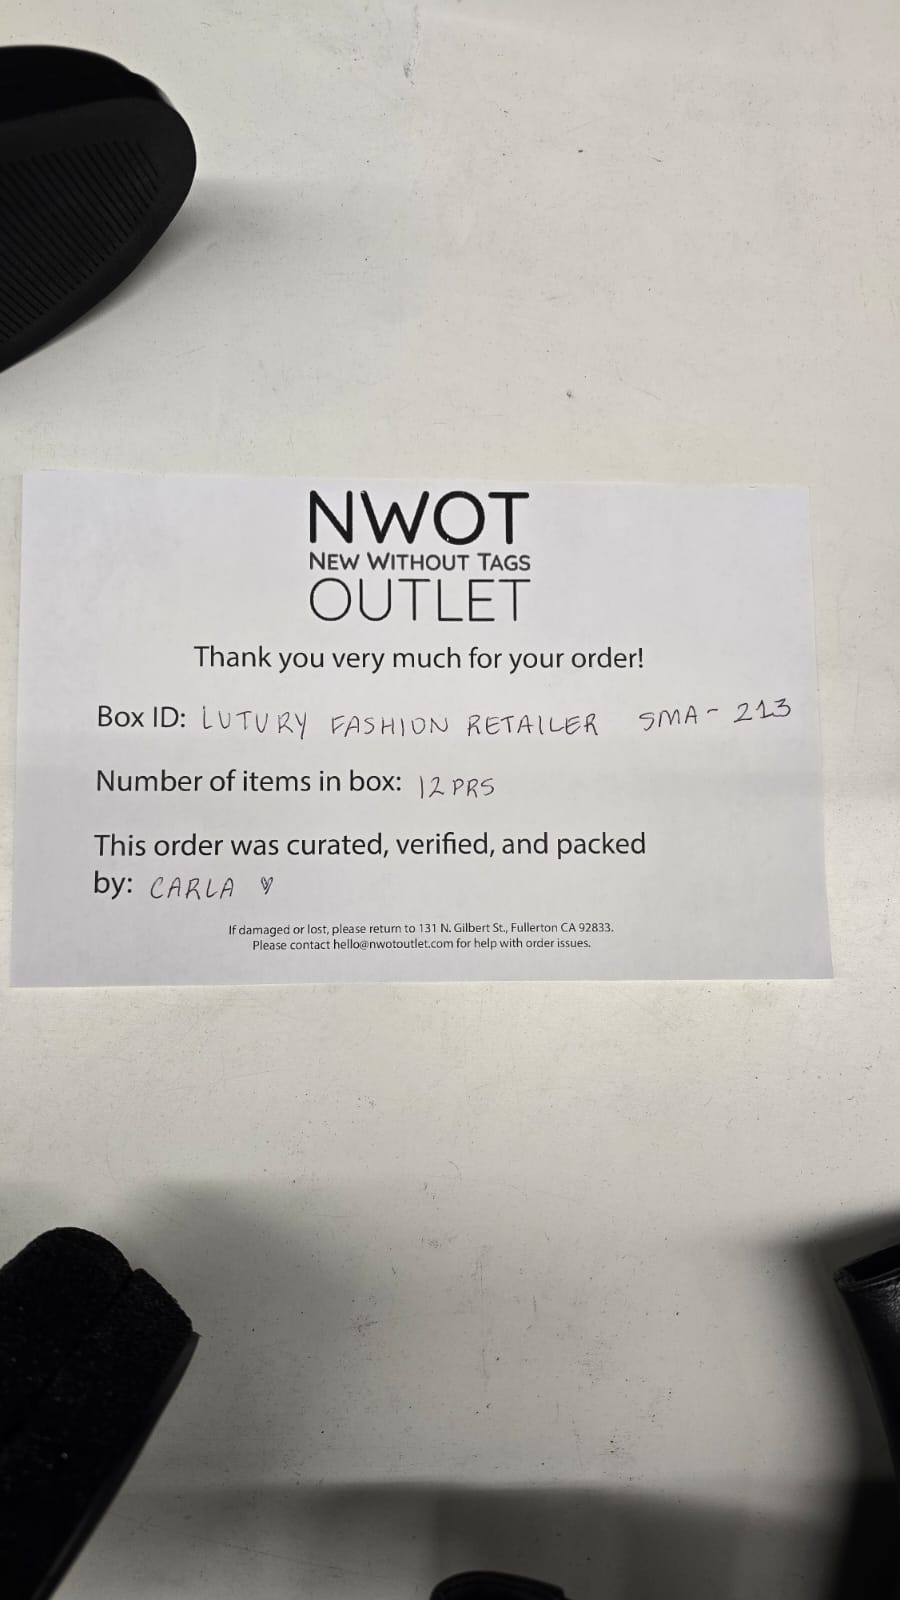 NWOT
NEW WITHOUT TAGS
OUTLET
Thank you very much for your order!
Box ID: LUTURY FASHION RETAILER SMA-213
Number of items in box: 12 PRS
This order was curated, verified, and packed
by: CARLA ♡
If damaged or lost, please return to 131 N. Gilbert St., Fullerton CA 92833.
Please contact hello@nwotoutlet.com for help with order issues.